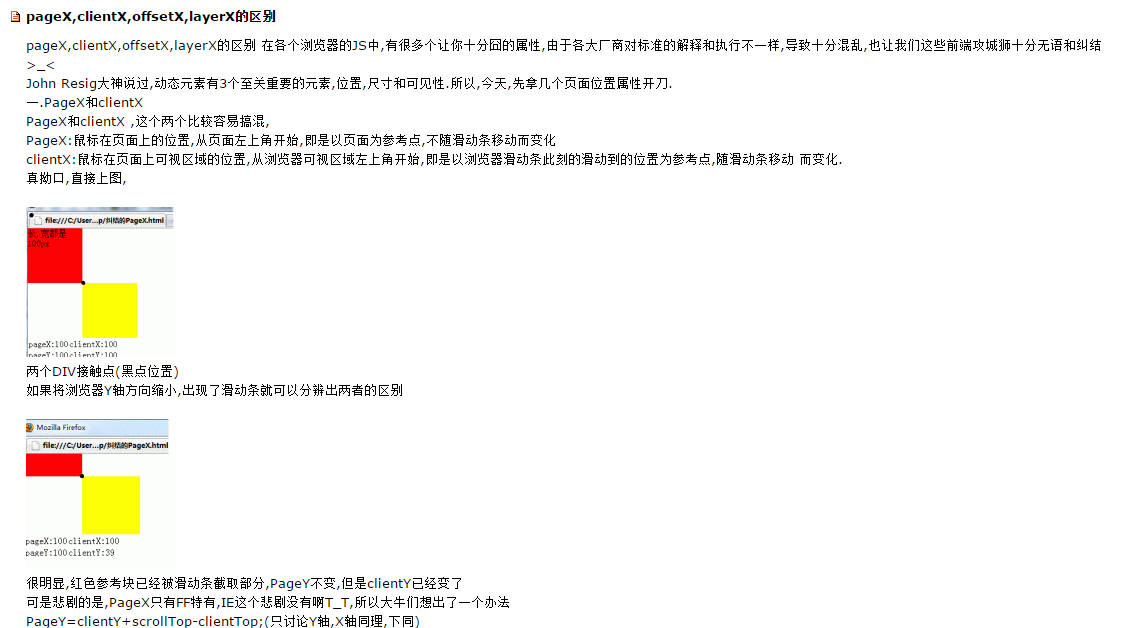 pageX,clientX,offsetX,layerX的区别
pageX,clientX,offsetX,layerX的区别 在各个浏览器的JS中,有很多个让你十分囧的属性,由于各大厂商对标准的解释和执行不一样,导致十分混乱,也让我们这些前端攻城狮十分无语和纠结
>_<
John Resig大神说过,动态元素有3个至关重要的元素,位置,尺寸和可见性.所以,今天,先拿几个页面位置属性开刀.
一.PageX和clientX
PageX和clientX ,这个两个比较容易搞混,
PageX:鼠标在页面上的位置,从页面左上角开始,即是以页面为参考点,不随滑动条移动而变化
clientX:鼠标在页面上可视区域的位置,从浏览器可视区域左上角开始,即是以浏览器滑动条此刻的滑动到的位置为参考点,随滑动条移动 而变化.
真拗口,直接上图,
file:///C:/User...p/纠结的PageX.html
长,宽都是
100px
pageX:100clientX:100
pageY:100clientX:100
两个DIV接触点(黑点位置)
如果将浏览器Y轴方向缩小,出现了滑动条就可以分辨出两者的区别
Mozilla Firefox
file:///C:/User...p/纠结的PageX.html
pageX:100clientX:100
pageY:100clientY:39
很明显,红色参考块已经被滑动条截取部分,PageY不变,但是clientY已经变了
可是悲剧的是,PageX只有FF特有,IE这个悲剧没有啊T_T,所以大牛们想出了一个办法
PageY=clientY+scrollTop-clientTop;(只讨论Y轴,X轴同理,下同)